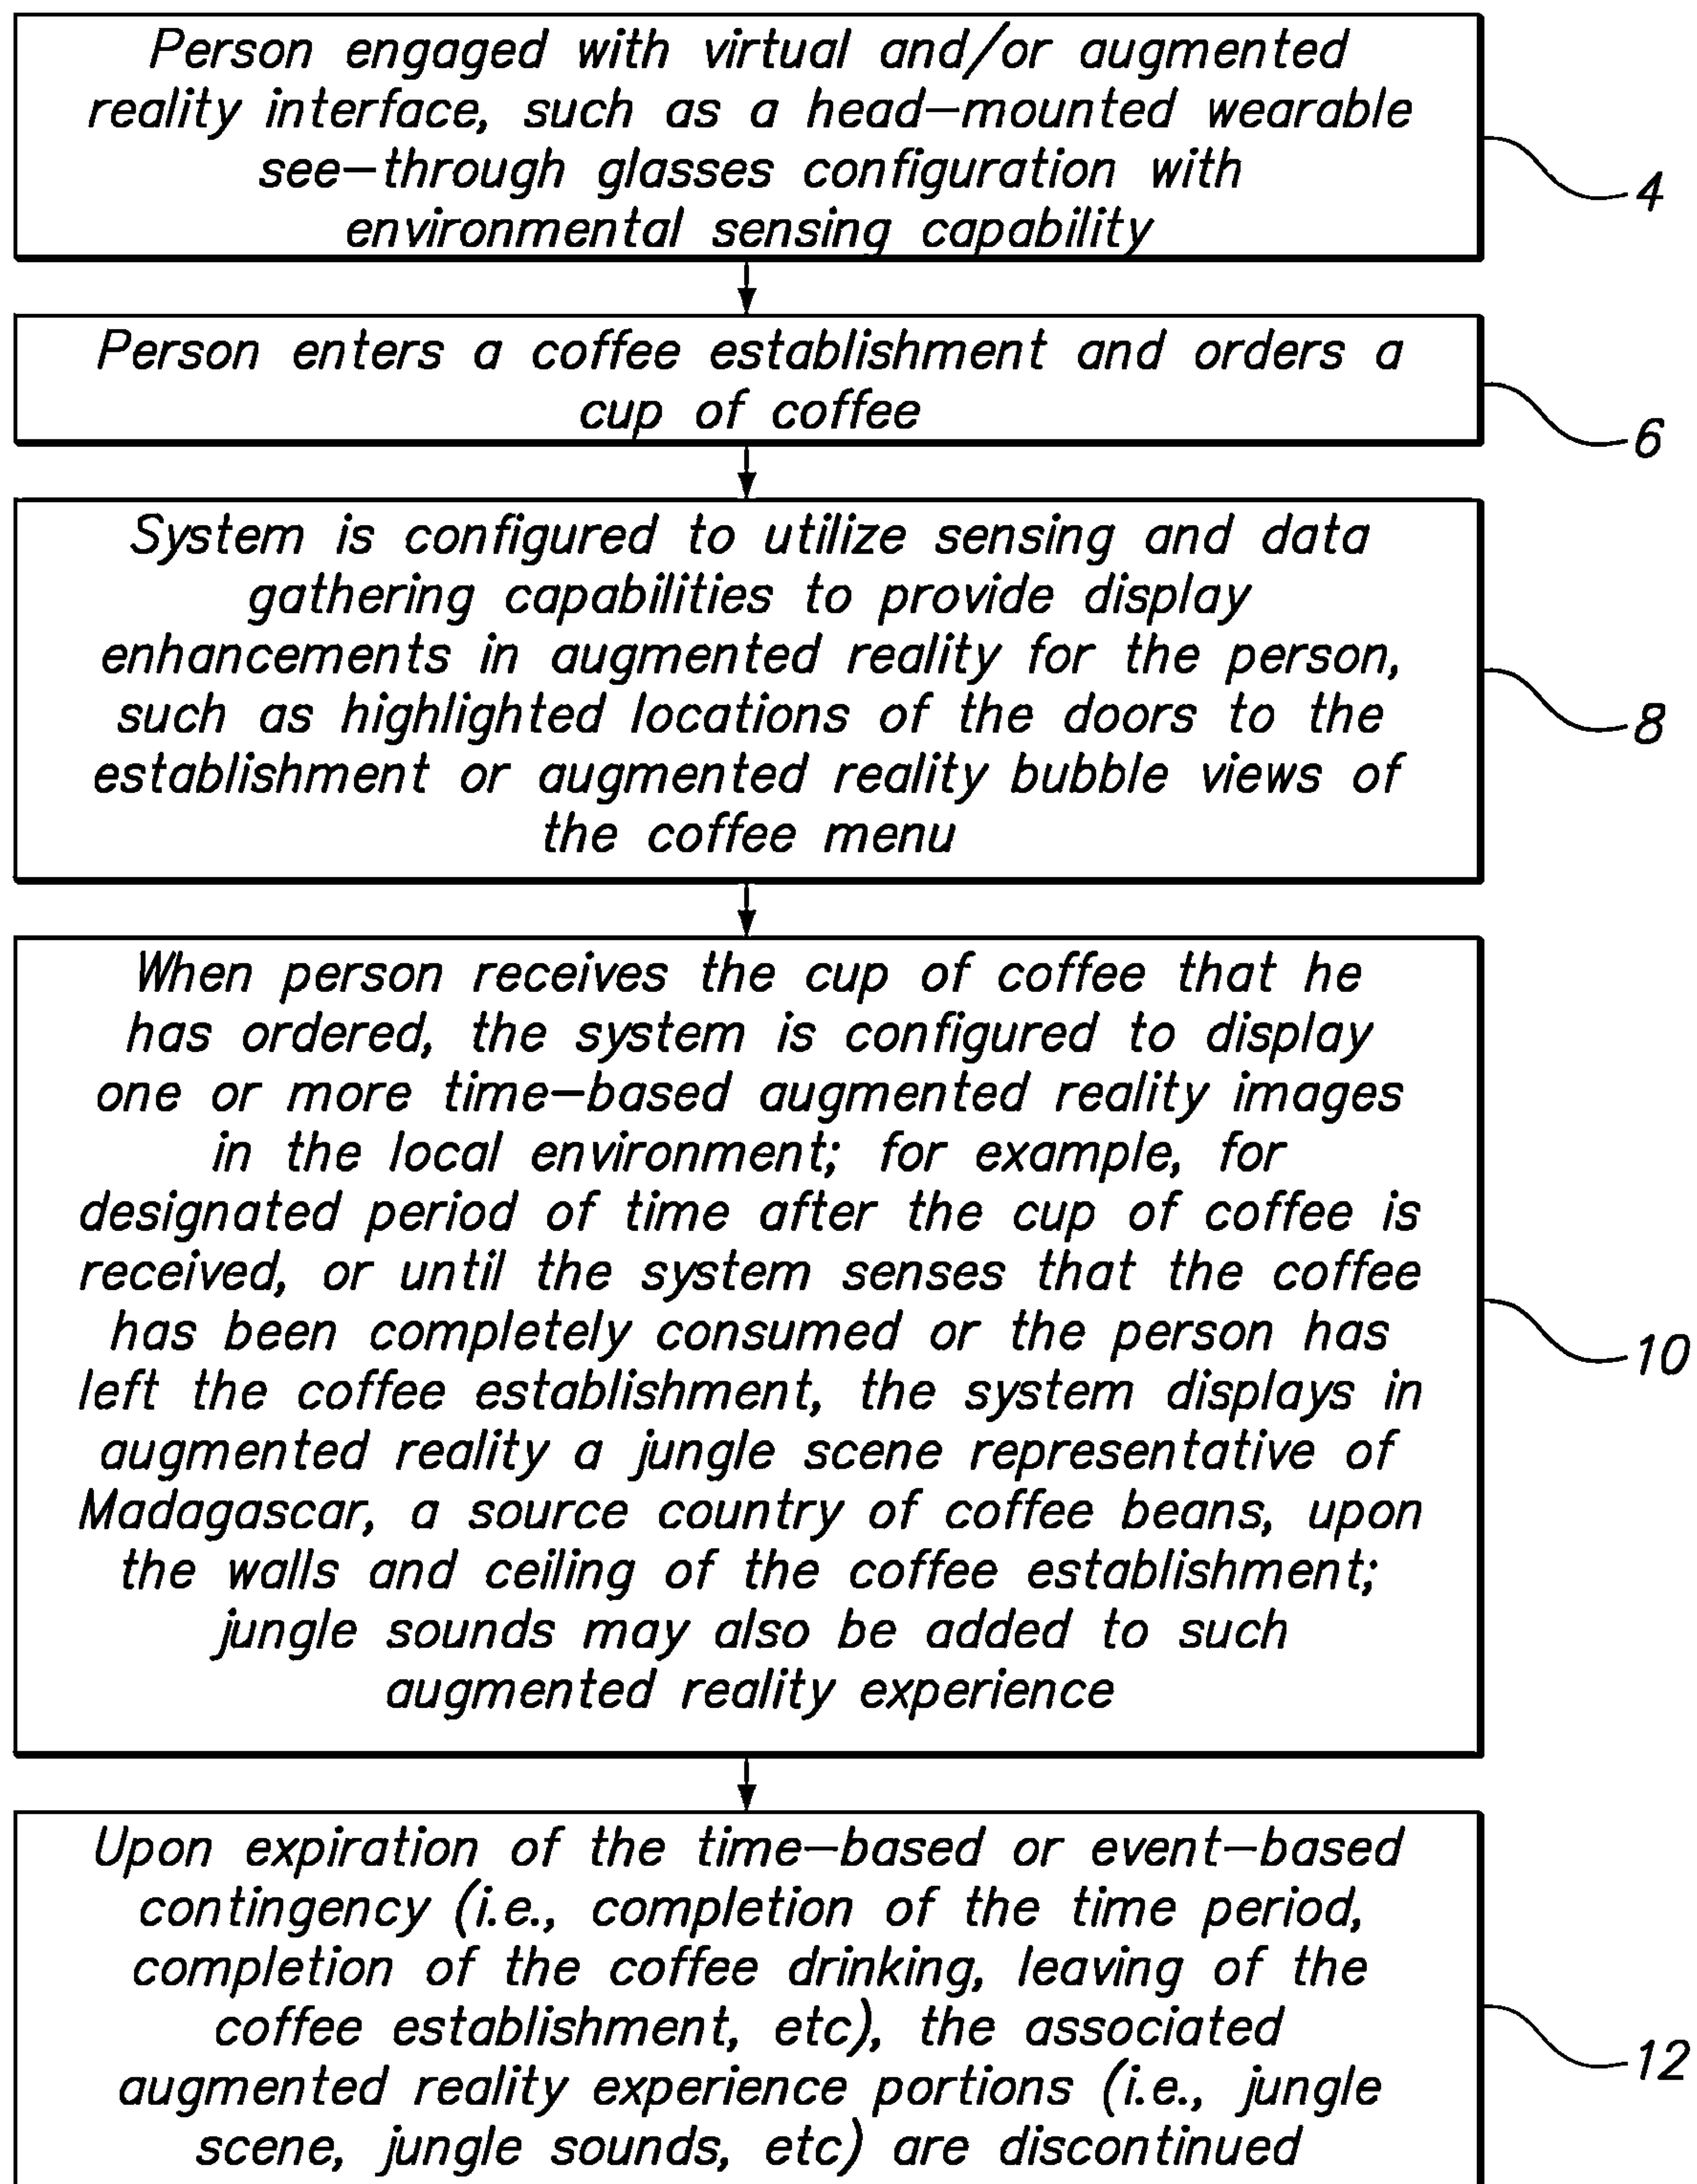 Person engaged with virtual and/or augmented
reality interface, such as a head-mounted wearable
see-through glasses configuration with
environmental sensing capability
4
Person enters a coffee establishment and orders a
cup of coffee
6
System is configured to utilize sensing and data
gathering capabilities to provide display
enhancements in augmented reality for the person,
such as highlighted locations of the doors to the
establishment or augmented reality bubble views of
the coffee menu
8
When person receives the cup of coffee that he
has ordered, the system is configured to display
one or more time-based augmented reality images
in the local environment; for example, for
designated period of time after the cup of coffee is
received, or until the system senses that the coffee
has been completely consumed or the person has
left the coffee establishment, the system displays in
augmented reality a jungle scene representative of
Madagascar, a source country of coffee beans, upon
the walls and ceiling of the coffee establishment;
jungle sounds may also be added to such
augmented reality experience
10
Upon expiration of the time-based or event-based
contingency (i.e., completion of the time period,
completion of the coffee drinking, leaving of the
coffee establishment, etc), the associated
augmented reality experience portions (i.e., jungle
scene, jungle sounds, etc) are discontinued
12